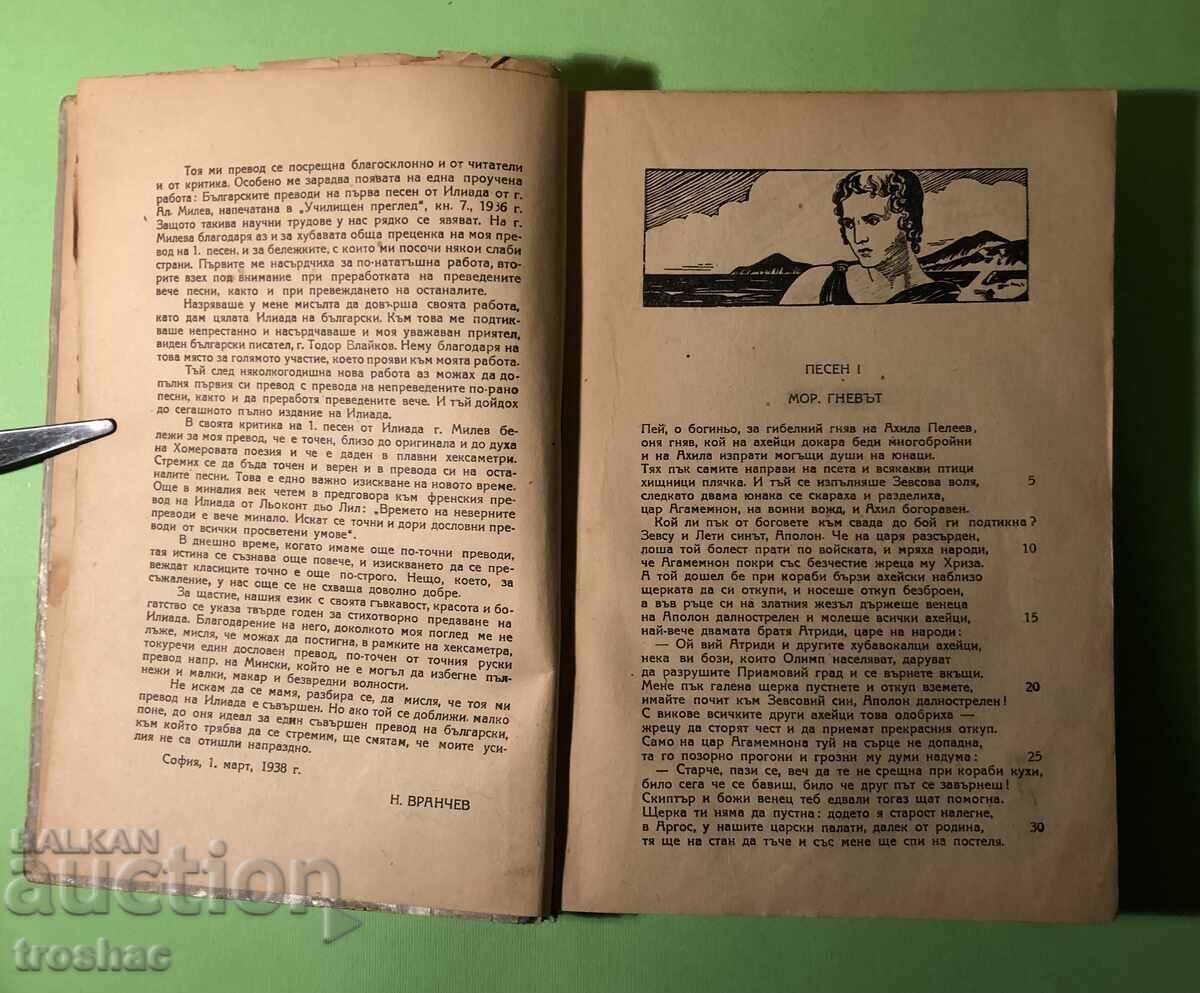 Тоя ми превод се посрещна благосклонно и от читатели
и от критика. Особено ме зарадва появата на една проучена
работа: Българските преводи на първа песен от Илиада от г.
Ал. Милев, напечатана в „Училищен преглед", кн. 7., 1936 г.
Защото такива научни трудове у нас рядко се явяват. На г.
Милева благодаря аз и за хубавата обща преценка на моя пре-
вод на 1. песен, и за бележките, с които ми посочи някои слаби
страни. Първите ме насърдчиха за по-нататъшна работа, вто-
рите взех под внимание при преработката на преведените
вече песни, както и при превеждането на останалите.
Назряваше у мене мисълта да довърша своята работа,
като дам цялата Илиада на български. Към това ме подтик-
ваше непрестанно и насърдчаваше и моя уважаван приятел,
виден български писател, г. Тодор Влайков. Нему благодаря на
това място за голямото участие, което прояви към моята работа.
Тъй след няколкогодишна нова работа аз можах да до-
пълня първия си превод с превода на непреведените по-рано
песни, както и да преработя преведените вече. И тъй дойдох
до сегашното пълно издание на Илиада.
В своята критика на 1. песен от Илиада г. Милев бе-
лежи за моя превод, че е точен, близо до оригинала и до духа
на Хомеровата поезия и че е даден в плавни хексаметри.
Стремих се да бъда точен и верен и в превода си на оста-
налите песни. Това е едно важно изискване на новото време.
Още в миналия век четем в предговора към френския пре-
вод на Илиада от Льоконт дьо Лил: „Времето на неверните
преводи е вече минало. Искат се точни и дори дословни пре-
води от всички просветени умове".
В днешно време, когато имаме още по-точни преводи,
тая истина се съзнава още повече, и изискването да се пре-
веждат класиците точно е още по-строго. Нещо, което, за
съжаление, у нас още се не схваща доволно добре.
За щастие, нашия език с своята гъвкавост, красота и бо-
гатство се указа твърде годен за стихотворно предаване на
Илиада. Благодарение на него, доколкото моя поглед ме не
лъже, мисля, че можах да постигна, в рамките на хексаметра,
токуречи един дословен превод, по-точен от точния руски
превод напр. на Мински, който не е могъл да избегне пъл-
нежи и малки, макар и безвредни волности.
Не искам да се мамя, разбира се, да мисля, че тоя ми
превод на Илиада е съвършен. Но ако той се доближи, малко
поне, до оня идеал за един съвършен превод на български,
към който трябва да се стремим, ще смятам, че моите уси-
лия не са отишли напраздно.
София, 1. март, 1938 г.
Н. ВРАНЧЕВ
ПЕСЕН I
МОР. ГНЕВЪТ
Пей, о богиньо, за гибелний гняв на Ахила Пелеев,
оня гняв, кой на ахейци докара беди многобройни
и на Аихила изпрати могъщи души на юнаци.
Тях пък самите направи на псета и всякакви птици
хищници плячка. И тъй се изпълняше Зевсова воля, 5
следкато двама юнака се скараха и разделиха,
цар Агамемнон, на воини вожд, и Ахил богоравен.
Кой ли пък от боговете към свада до бой ги подтикна?
Зевсу и Лети синът, Аполон. Че на царя разсърден,
лоша той болест прати по войската, и мряха народи, 10
че Агамемнон покри със безчестие жреца му Хриза.
А той дошел бе при кораби бързи ахейски наблизо
щерката да си откупи, и носеше откуп безброен,
а във ръце си на златния жезъл държеше венеца
на Аполон далнострелен и молеше всички ахейци, 15
най-вече двамата братя Атриди, царе на народи:
— Ой вий Атриди и другите хубавокалци ахейци,
нека ви бози, които Олимп населяват, даруват
да разрушите Приамовий град и се върнете вкъщи.
Мене пък галена щерка пустнете и откуп вземете, 20
имайте почит към Зевсовий син, Аполон далнострелен!
С викове всичките други ахейци това одобриха —
жрецу да сторят чест и да приемат прекрасния откуп.
Само на цар Агамемнона туй на сърце не допадна,
та го позорно прогони и грозни му думи надума: 25
— Старче, пази се, веч да те не срещна при кораби кухи,
било сега че се бавиш, било че друг път се завърнеш!
Скиптър и божи венец теб едвали тогаз щат помогна.
Щерка ти няма да пустна: додето я старост налегне,
в Аргос, у нашите царски палати, далек от родина, 30
тя ще на стан да тъче и със мене ще спи на постеля.
BALKAN
auction
troshac